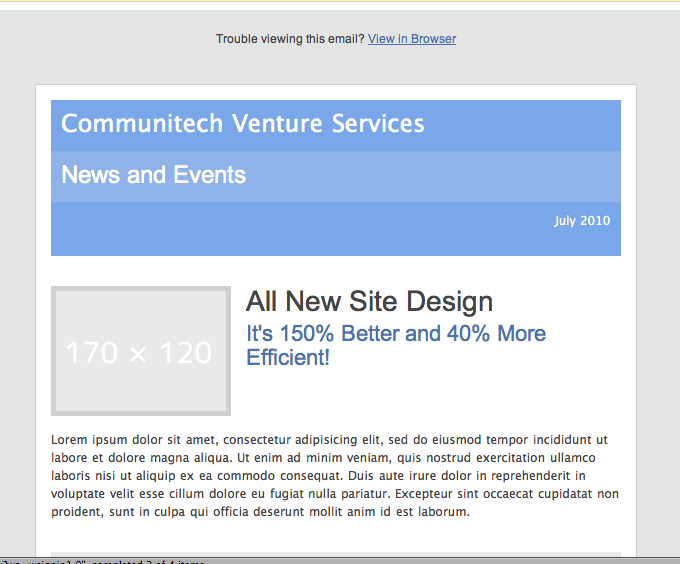 Trouble viewing this email? View in Browser
Communitech Venture Services
News and Events
July 2010
170 × 120
All New Site Design
It's 150% Better and 40% More
Efficient!
Lorem ipsum dolor sit amet, consectetur adipisicing elit, sed do eiusmod tempor incididunt ut
labore et dolore magna aliqua. Ut enim ad minim veniam, quis nostrud exercitation ullamco
laboris nisi ut aliquip ex ea commodo consequat. Duis aute irure dolor in reprehenderit in
voluptate velit esse cillum dolore eu fugiat nulla pariatur. Excepteur sint occaecat cupidatat non
proident, sunt in culpa qui officia deserunt mollit anim id est laborum.
completed 3 of 4 items